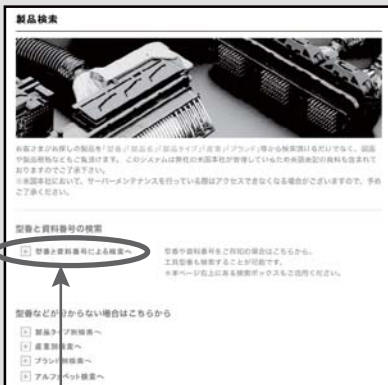 製品検索
お客さまがお探しの製品を「型番」「製品名」「製品タイプ」「産業」「ブランド」等から検索頂けるだけでなく、図面
や製品規格などもご覧頂けます。このシステムは弊社の米国本社が管理しているため英語表記の資料も含まれて
おりますのでご了承下さい。
※米国本社において、サーバーメンテナンスを行っている際はアクセスできなくなる場合がございますので、予め
ご了承ください。
型番と資料番号の検索
型番と資料番号による検索へ
型番や資料番号をご存知の場合はこちらから。
工具型番も検索することが可能です。
※本ページ右上にある検索ボックスもご活用ください。
型番などが分からない場合はこちらから
製品タイプ別検索へ
産業別検索へ
ブランド別検索へ
アルファベット検索へ